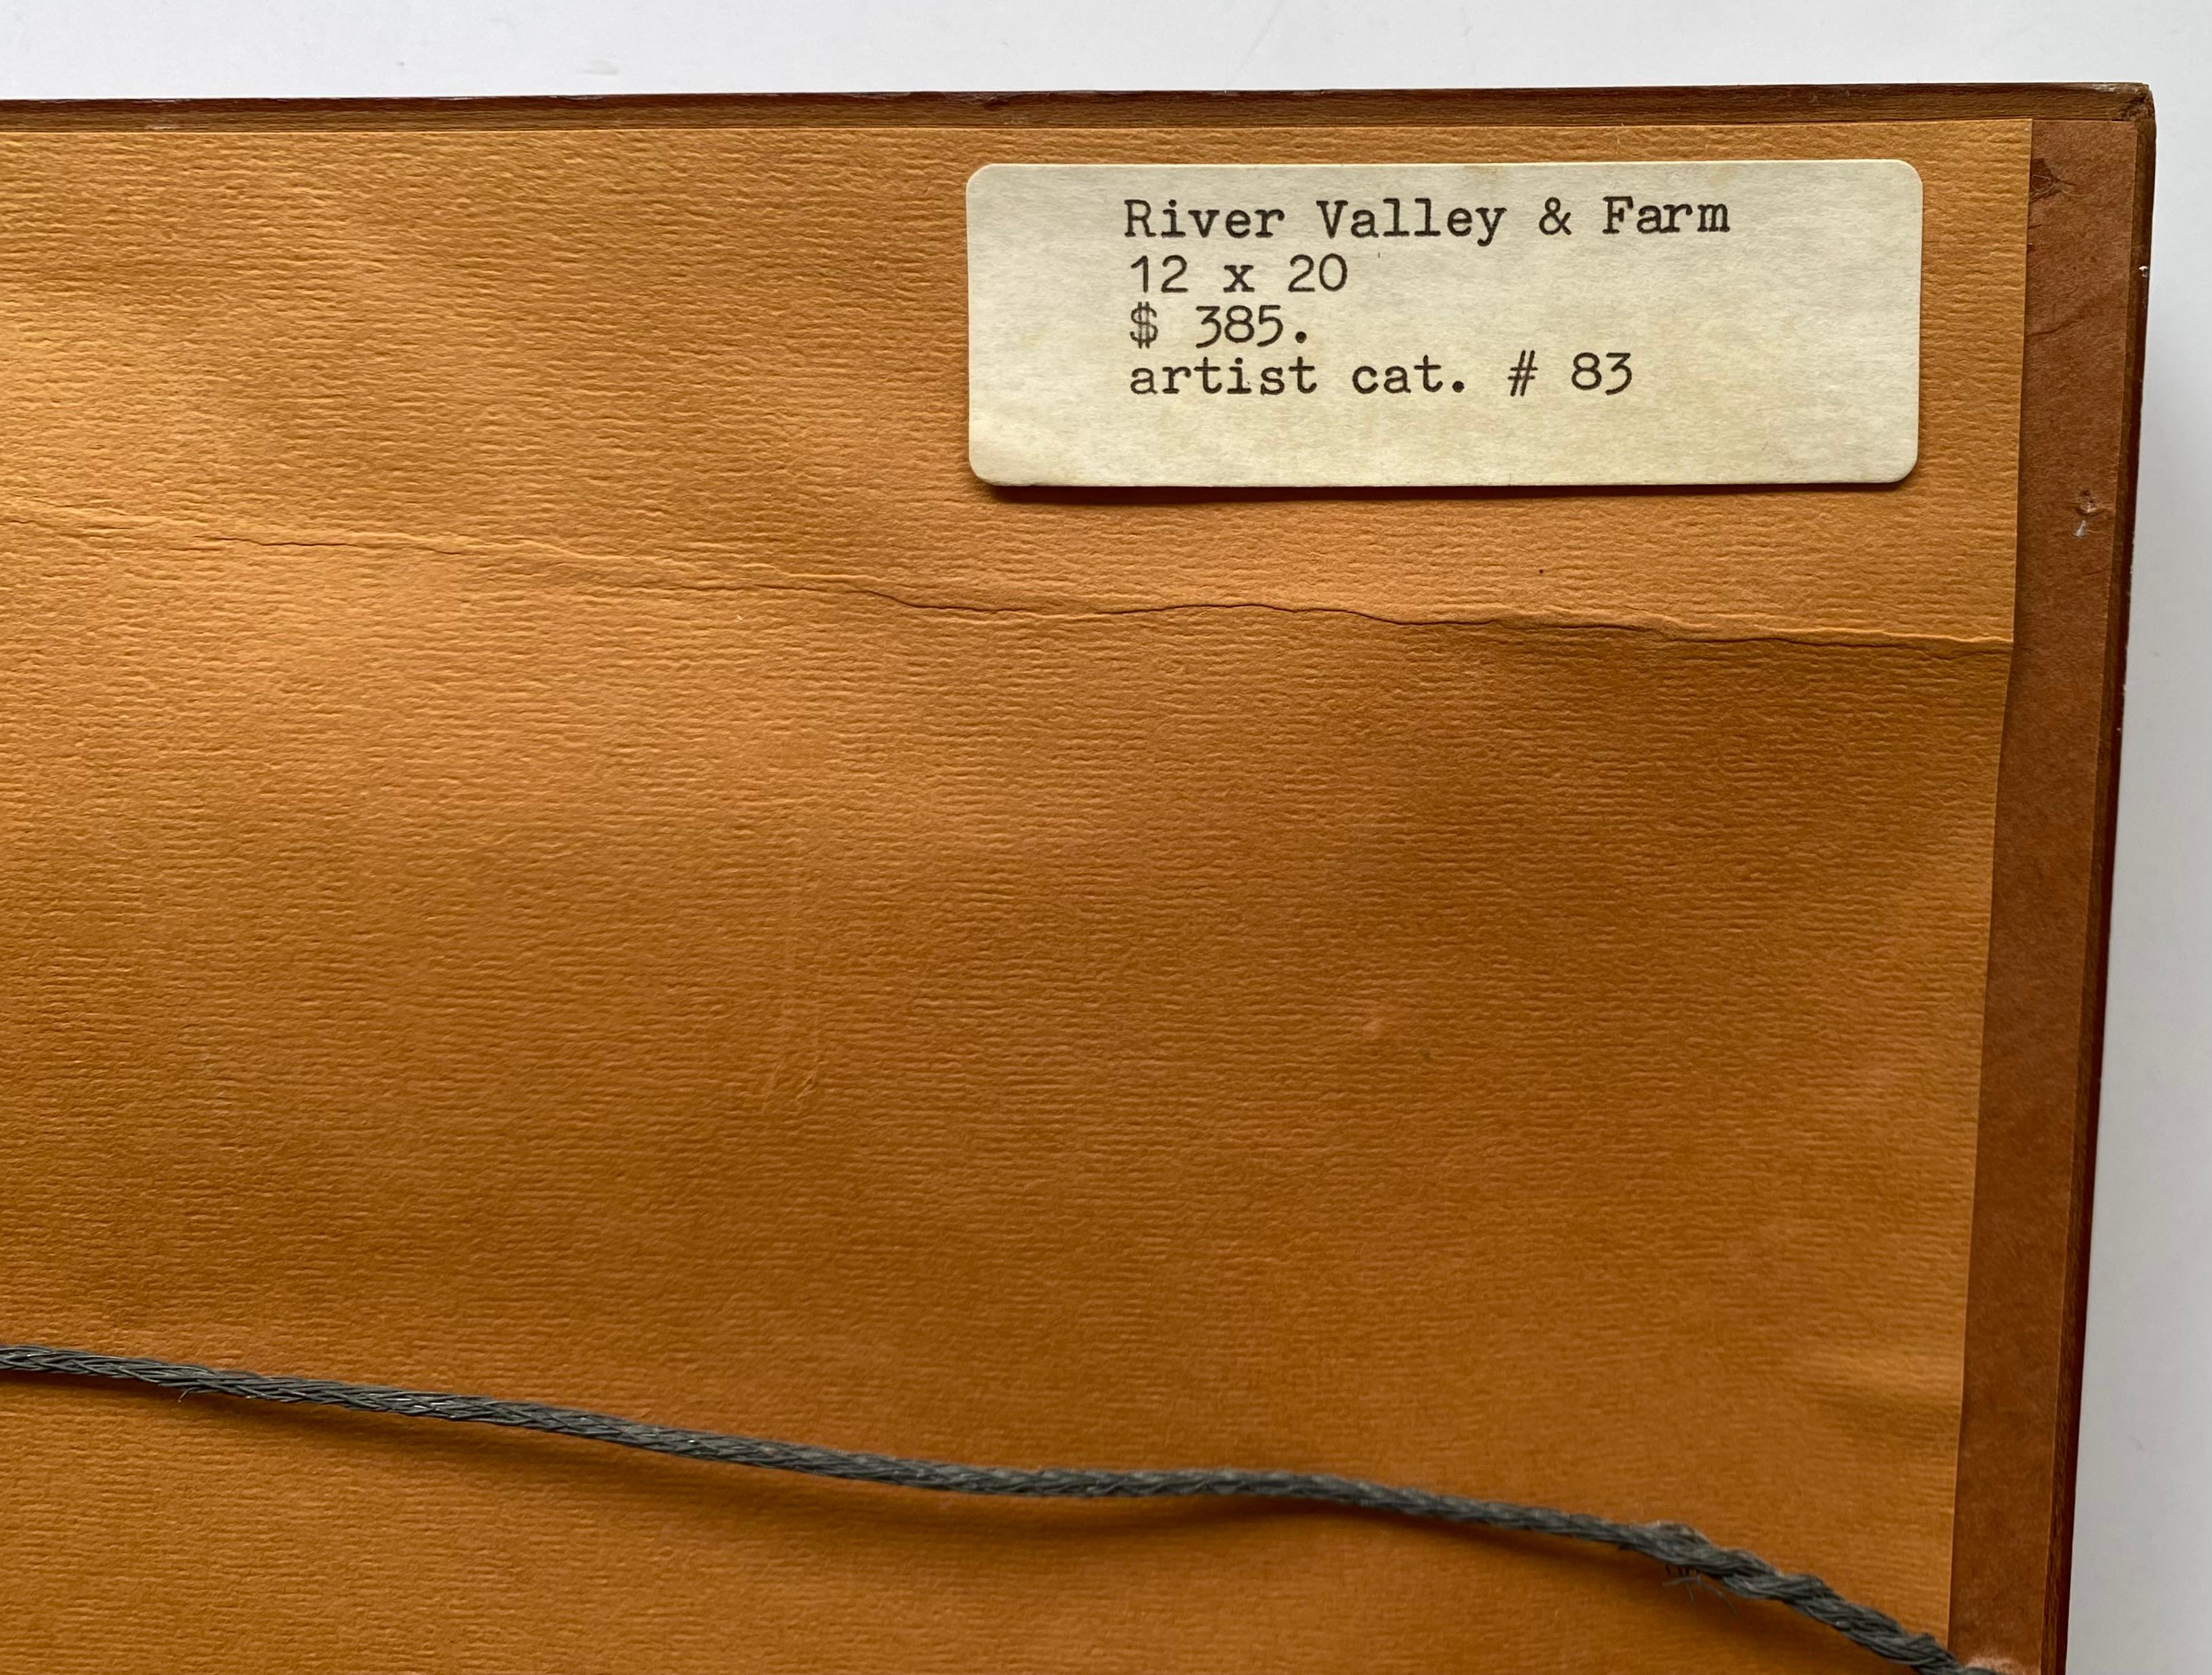 River Valley & Farm
12 x 20
$ 385.
artist cat. # 83